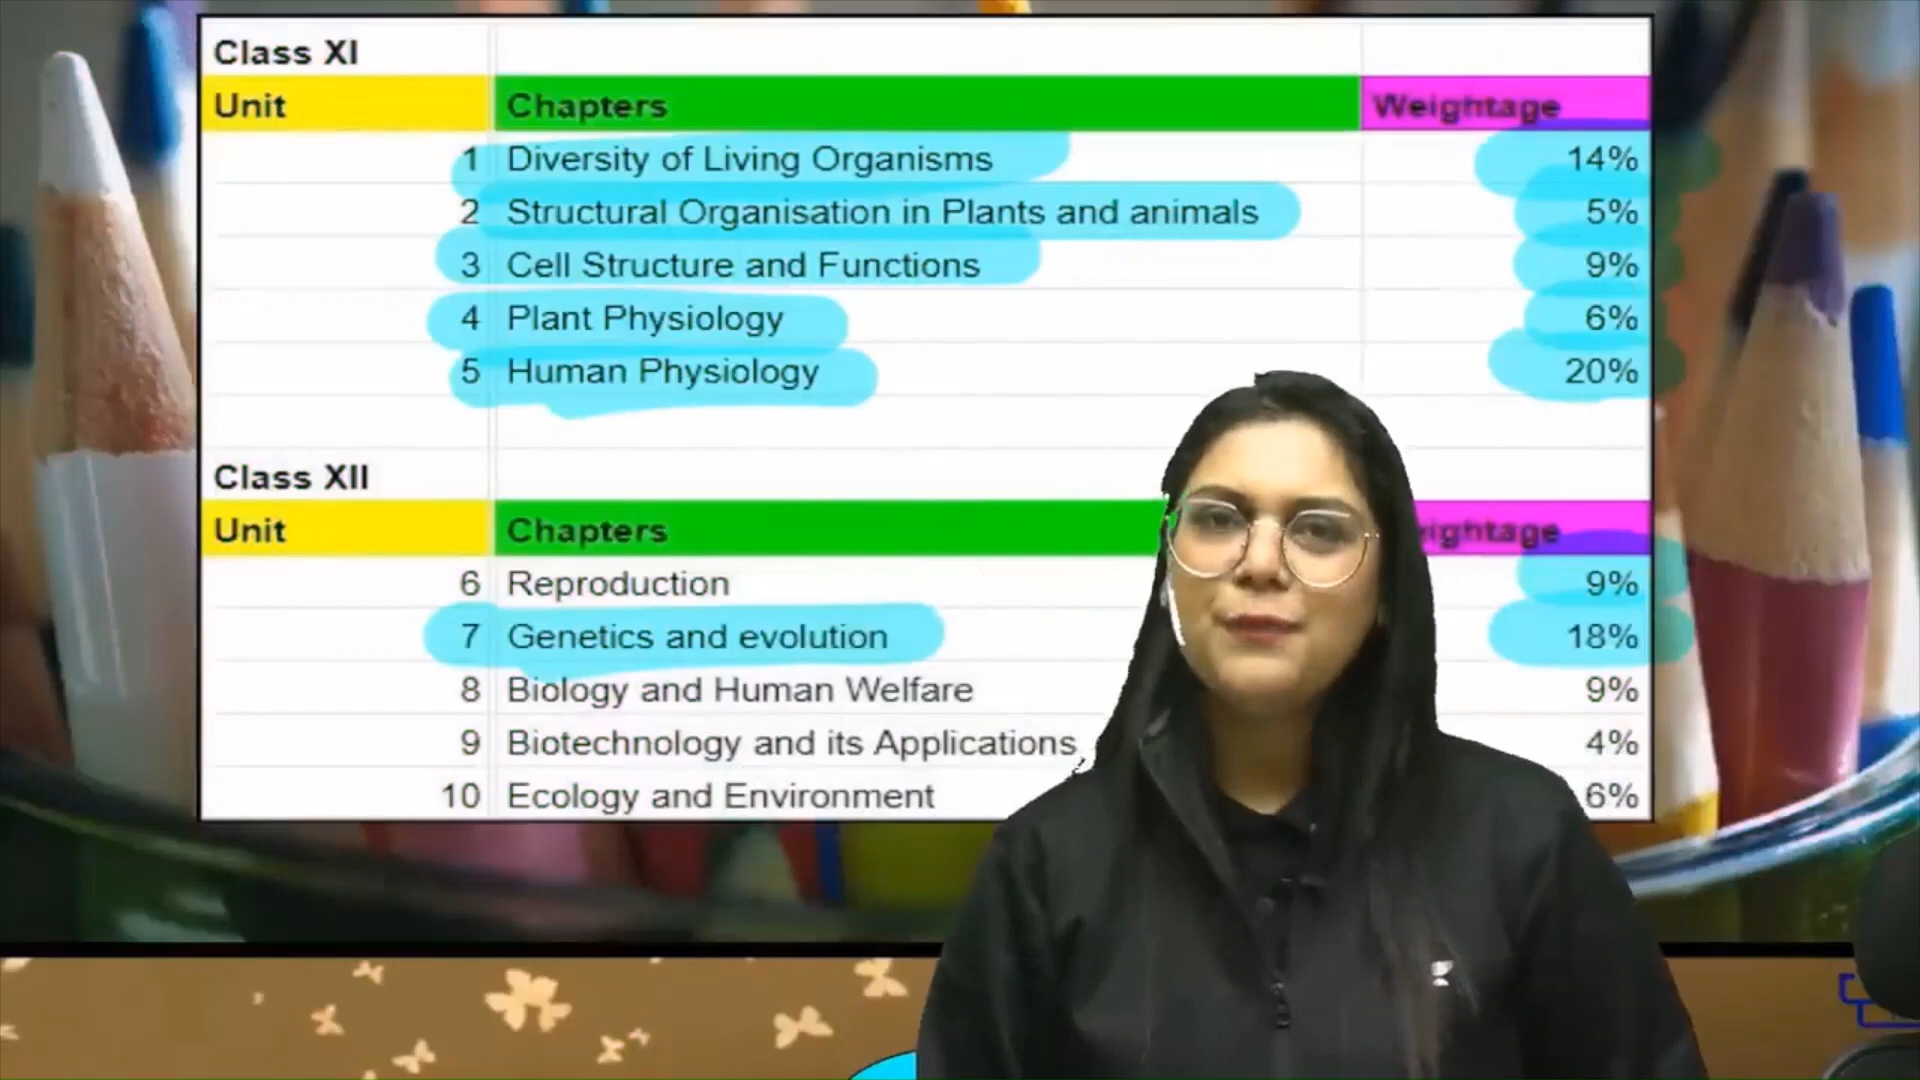 Class XI
Unit Chapters Weightage
1 Diversity of Living Organisms 14%
2 Structural Organisation in Plants and animals 5%
3 Cell Structure and Functions 9%
4 Plant Physiology 6%
5 Human Physiology 20%
Class XII
Unit Chapters ightage
6 Reproduction 9%
7 Genetics and evolution 18%
8 Biology and Human Welfare 9%
9 Biotechnology and its Applications 4%
10 Ecology and Environment 6%